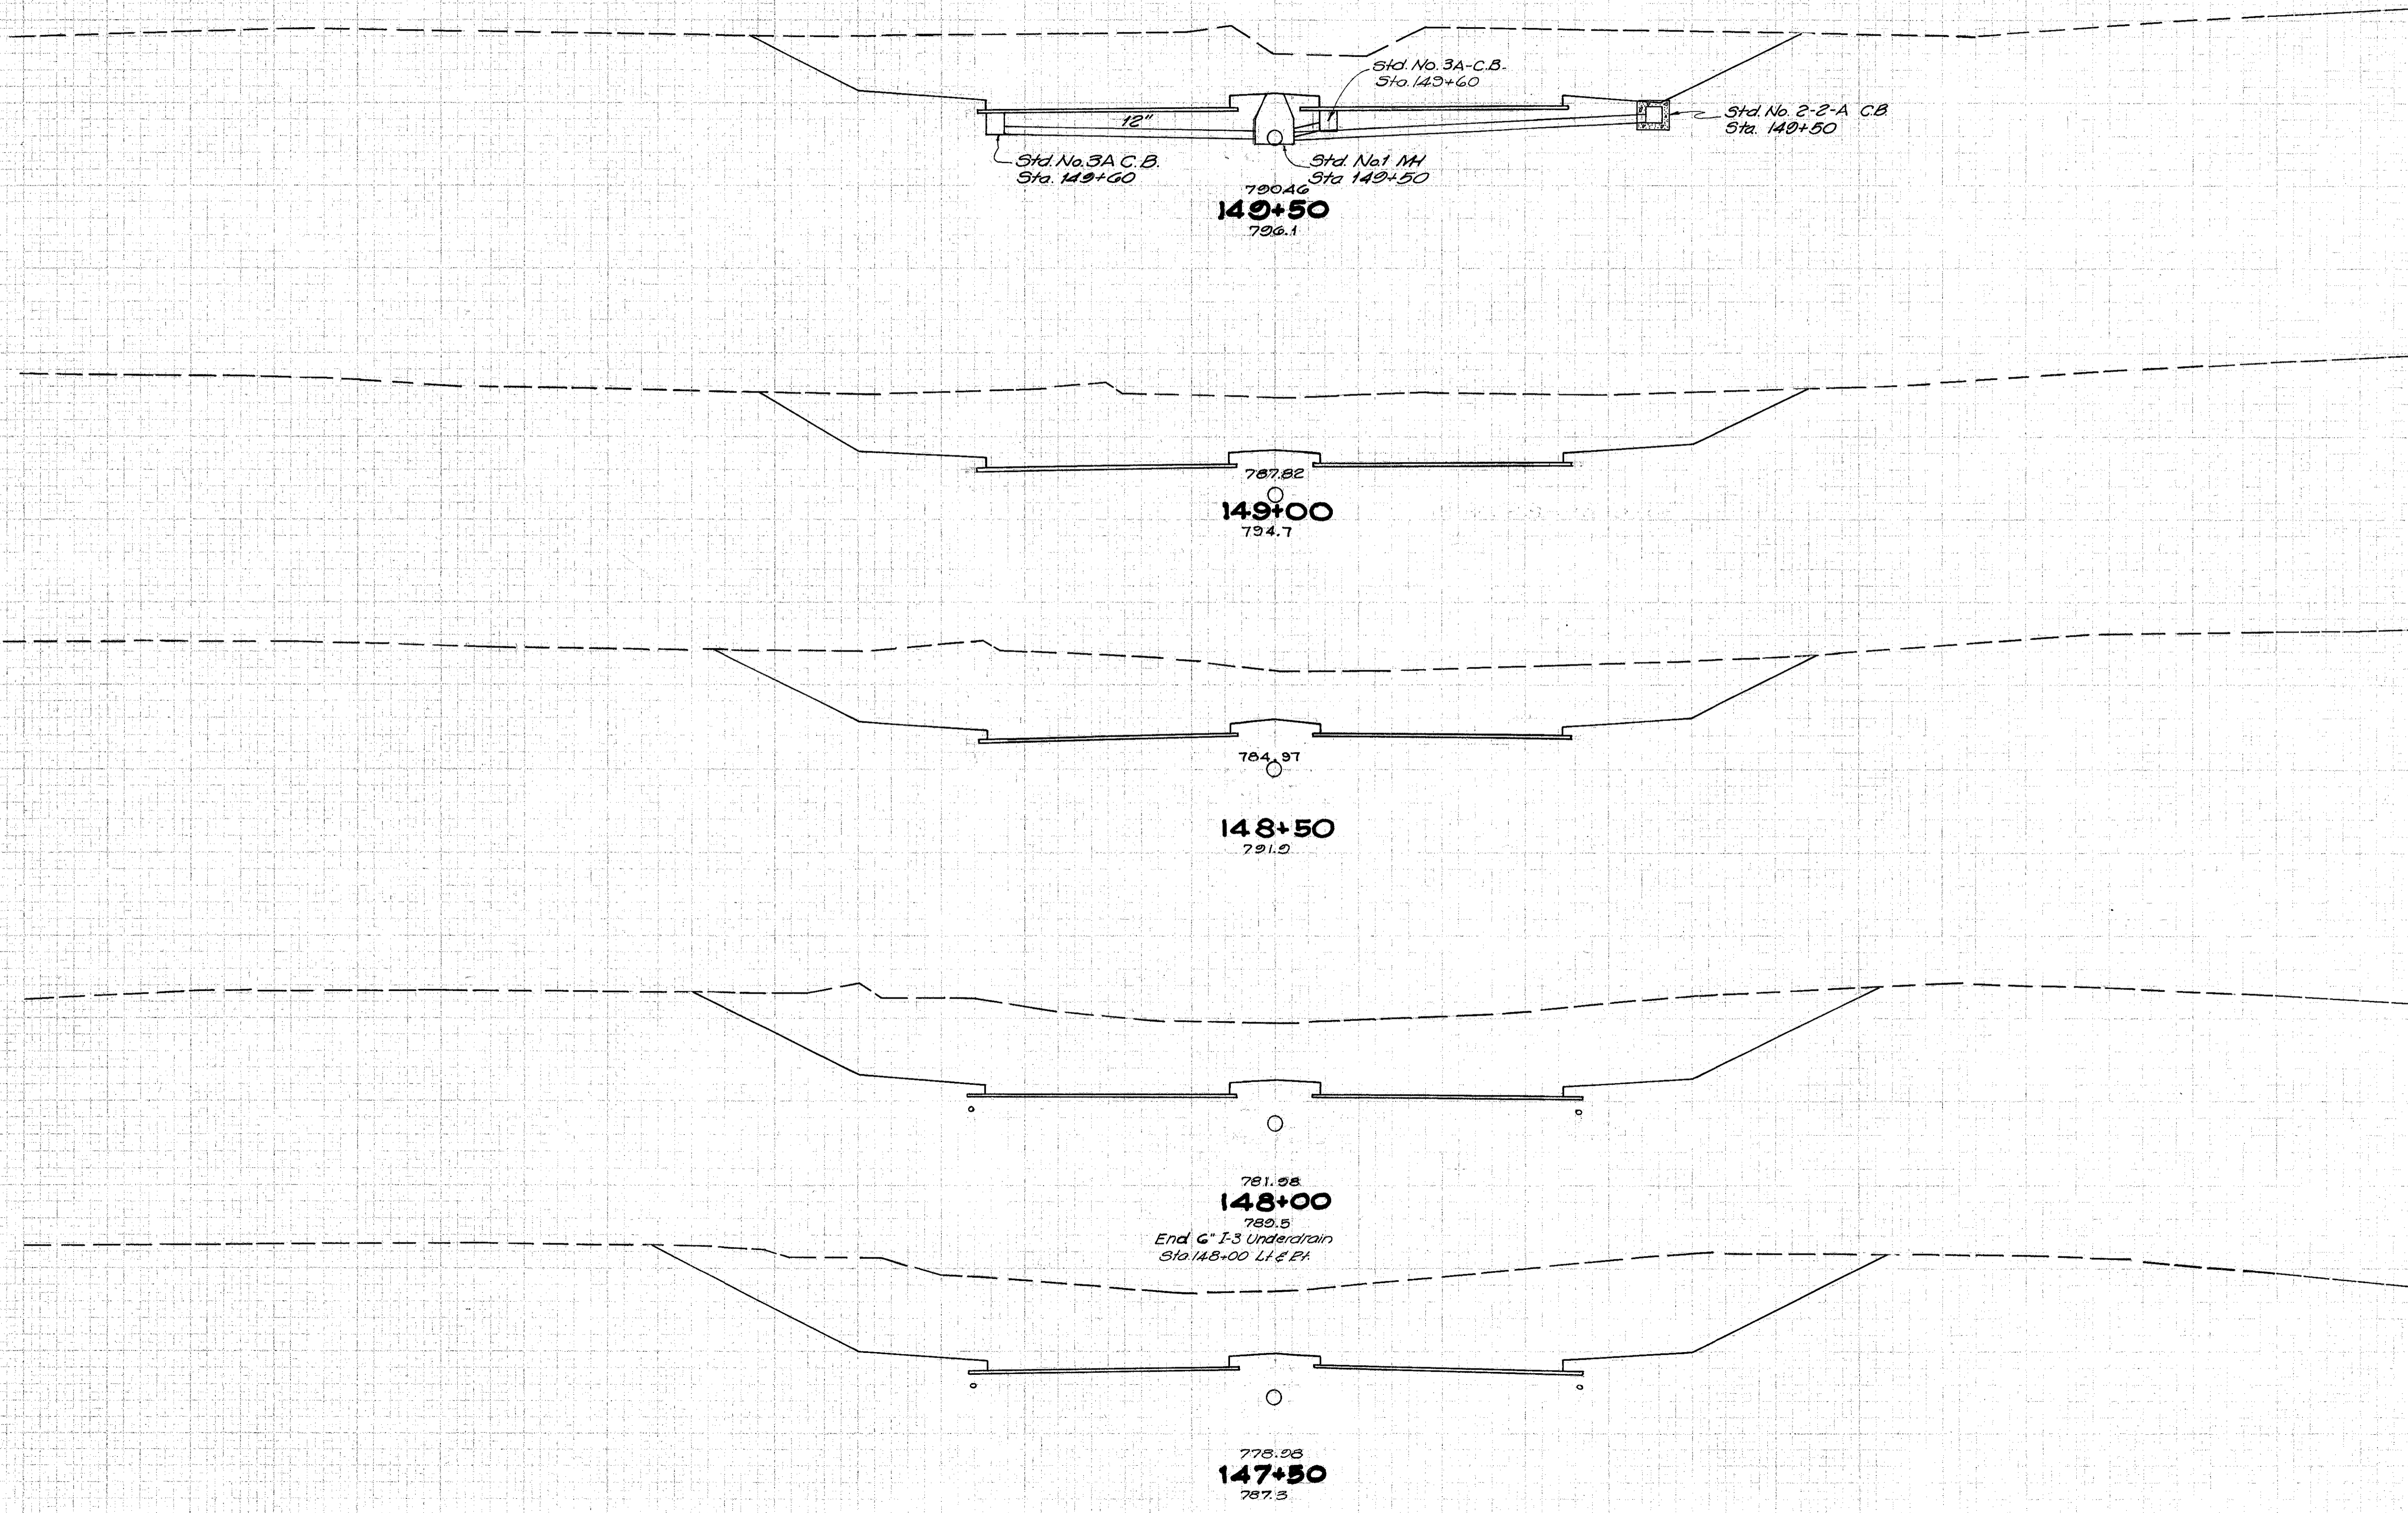 Std. No. 3A-C.B.
Sta. 149+60
12"
Std. No. 2-2-A C.B.
Sta. 149+50
Std. No. 3A C.B.
Sta. 149+60
Std. No. 1 MH
Sta 149+50
790.46
149+50
796.1
787.82
149+00
794.7
784.97
148+50
791.9
781.98
148+00
789.5
End 6" I-3 Underdrain
Sta. 148+00 Lt & Rt.
778.98
147+50
787.3